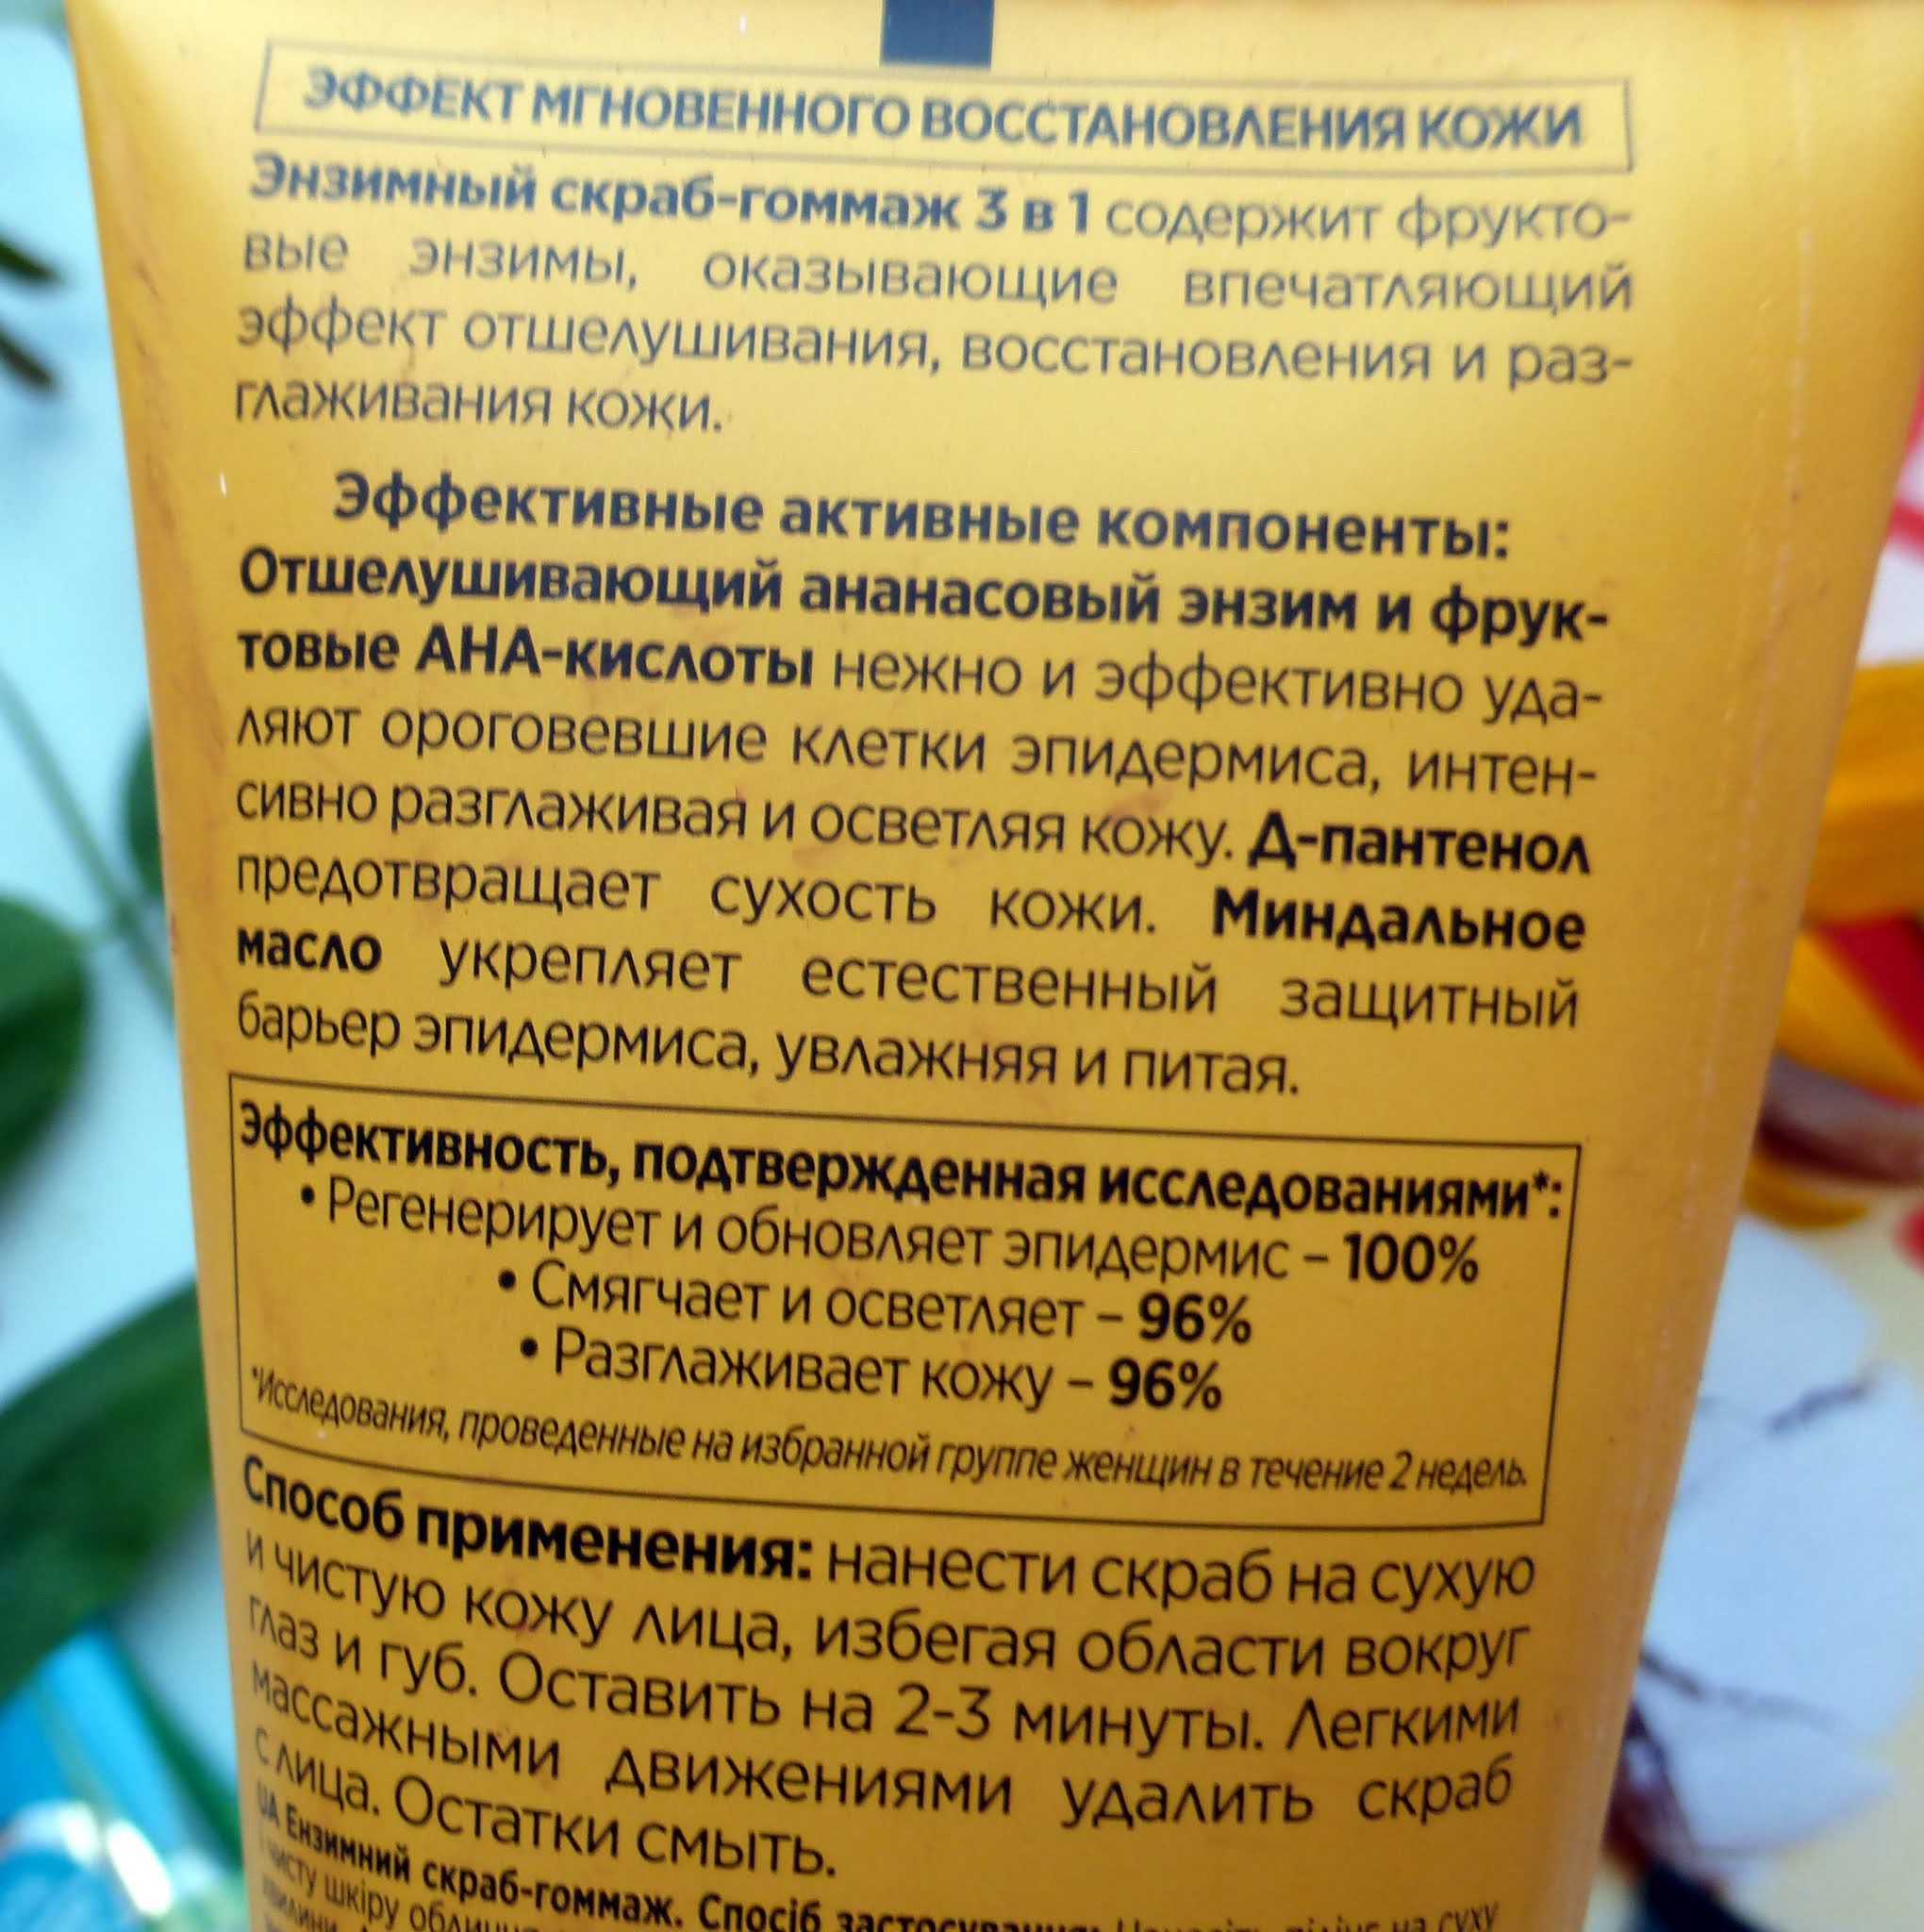 ЭФФЕКТ МГНОВЕННОГО ВОССТАНОВЛЕНИЯ КОЖИ
Энзимный скраб-гоммаж 3 в 1 содержит фрукто-
вые энзимы, оказывающие впечатляющий
эффект отшелушивания, восстановления и раз-
глаживания кожи.
Эффективные активные компоненты:
Отшелушивающий ананасовый энзим и фрук-
товые АНА-кислоты нежно и эффективно уда-
ляют ороговевшие клетки эпидермиса, интен-
сивно разглаживая и осветляя кожу. Д-пантенол
предотвращает сухость кожи. Миндальное
масло укрепляет естественный защитный
барьер эпидермиса, увлажняя и питая.
Эффективность, подтвержденная исследованиями*:
• Регенерирует и обновляет эпидермис – 100%
• Смягчает и осветляет – 96%
• Разглаживает кожу – 96%
*Исследования, проведенные на избранной группе женщин в течение 2 недель.
Способ применения: нанести скраб на сухую
и чистую кожу лица, избегая области вокруг
глаз и губ. Оставить на 2-3 минуты. Легкими
массажными движениями удалить скраб
с лица. Остатки смыть.
UA Ензимний скраб-гоммаж. Спосіб застосування:
чисту шкіру